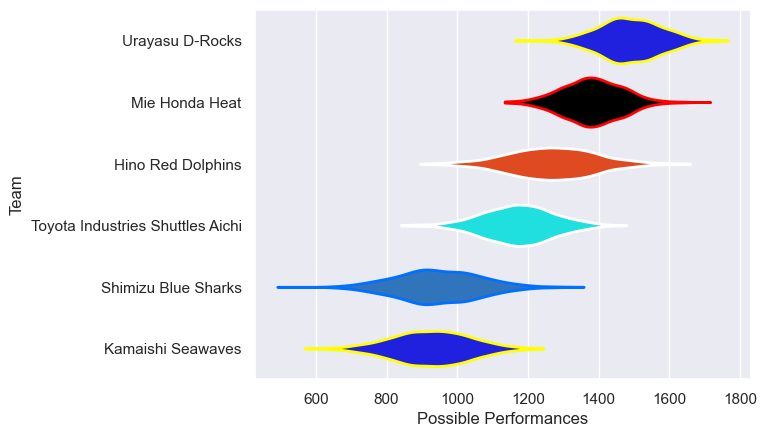 Urayasu D-Rocks
Mie Honda Heat
Hino Red Dolphins
Toyota Industries Shuttles Aichi
Shimizu Blue Sharks
Kamaishi Seawaves
Team
600 800 1000 1200 1400 1600 1800
Possible Performances